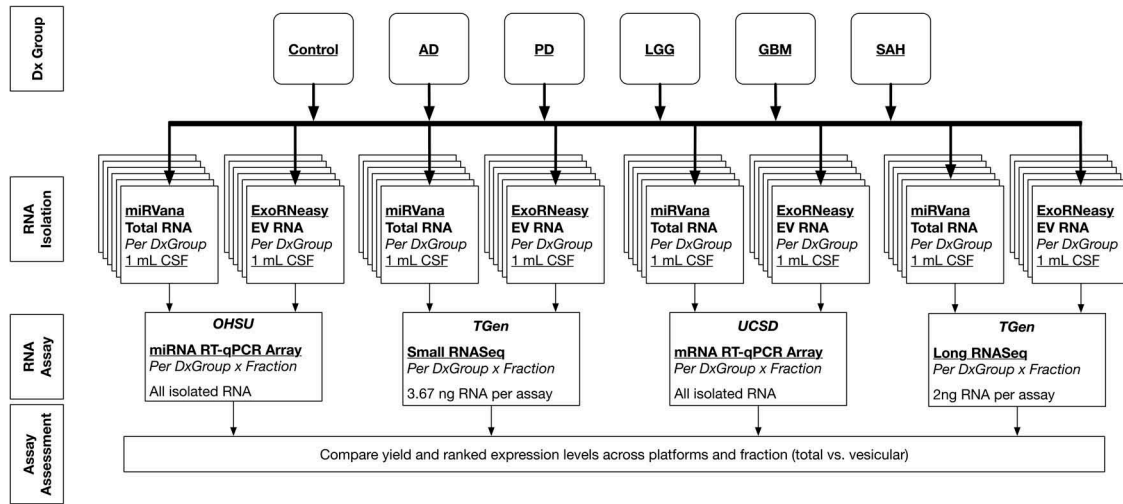 Dx Group
Control
AD
PD
LGG
GBM
SAH
RNA
Isolation
miRVana
Total RNA
Per DxGroup
1 mL CSF
ExoRNeasy
EV RNA
Per DxGroup
1 mL CSF
miRVana
Total RNA
Per DxGroup
1 mL CSF
ExoRNeasy
EV RNA
Per DxGroup
1 mL CSF
miRVana
Total RNA
Per DxGroup
1 mL CSF
ExoRNeasy
EV RNA
Per DxGroup
1 mL CSF
miRVana
Total RNA
Per DxGroup
1 mL CSF
ExoRNeasy
EV RNA
Per DxGroup
1 mL CSF
RNA
Assay
OHSU
miRNA RT-qPCR Array
Per DxGroup x Fraction
All isolated RNA
TGen
Small RNASeq
Per DxGroup x Fraction
3.67 ng RNA per assay
UCSD
mRNA RT-qPCR Array
Per DxGroup x Fraction
All isolated RNA
TGen
Long RNASeq
Per DxGroup x Fraction
2ng RNA per assay
Assay
Assessment
Compare yield and ranked expression levels across platforms and fraction (total vs. vesicular)